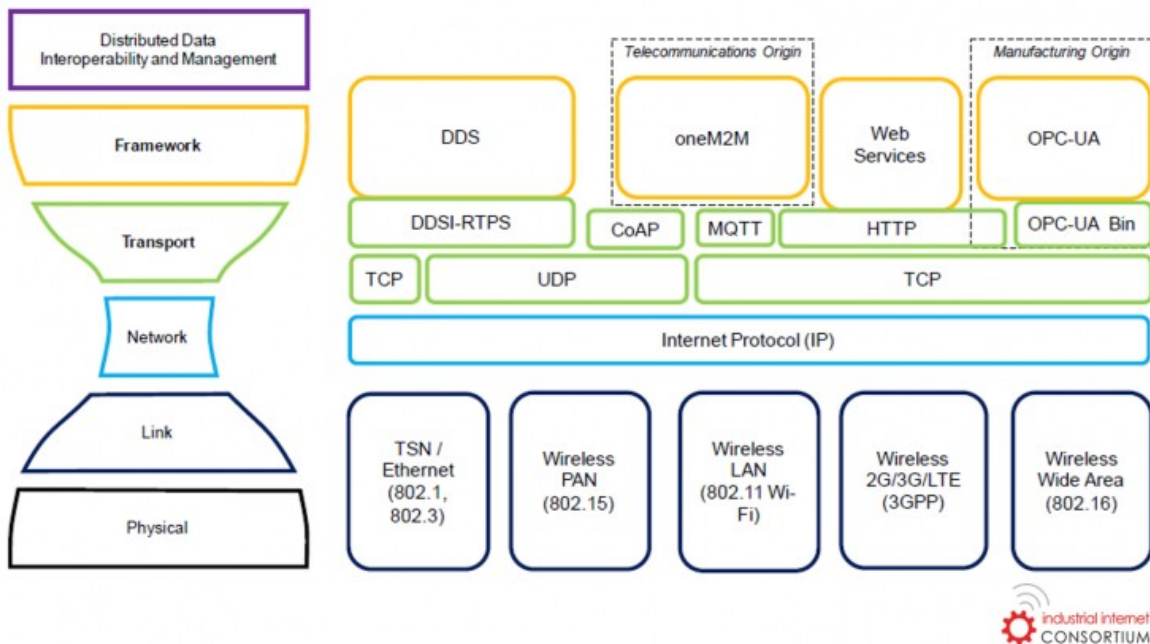 Distributed Data
Interoperability and Management
Framework
Transport
Network
Link
Physical
Telecommunications Origin
Manufacturing Origin
DDS
oneM2M
Web
Services
OPC-UA
DDSI-RTPS
CoAP
MQTT
HTTP
OPC-UA Bin
TCP
UDP
TCP
Internet Protocol (IP)
TSN /
Ethernet
(802.1,
802.3)
Wireless
PAN
(802.15)
Wireless
LAN
(802.11 Wi-
Fi)
Wireless
2G/3G/LTE
(3GPP)
Wireless
Wide Area
(802.16)
industrial internet
CONSORTIUM